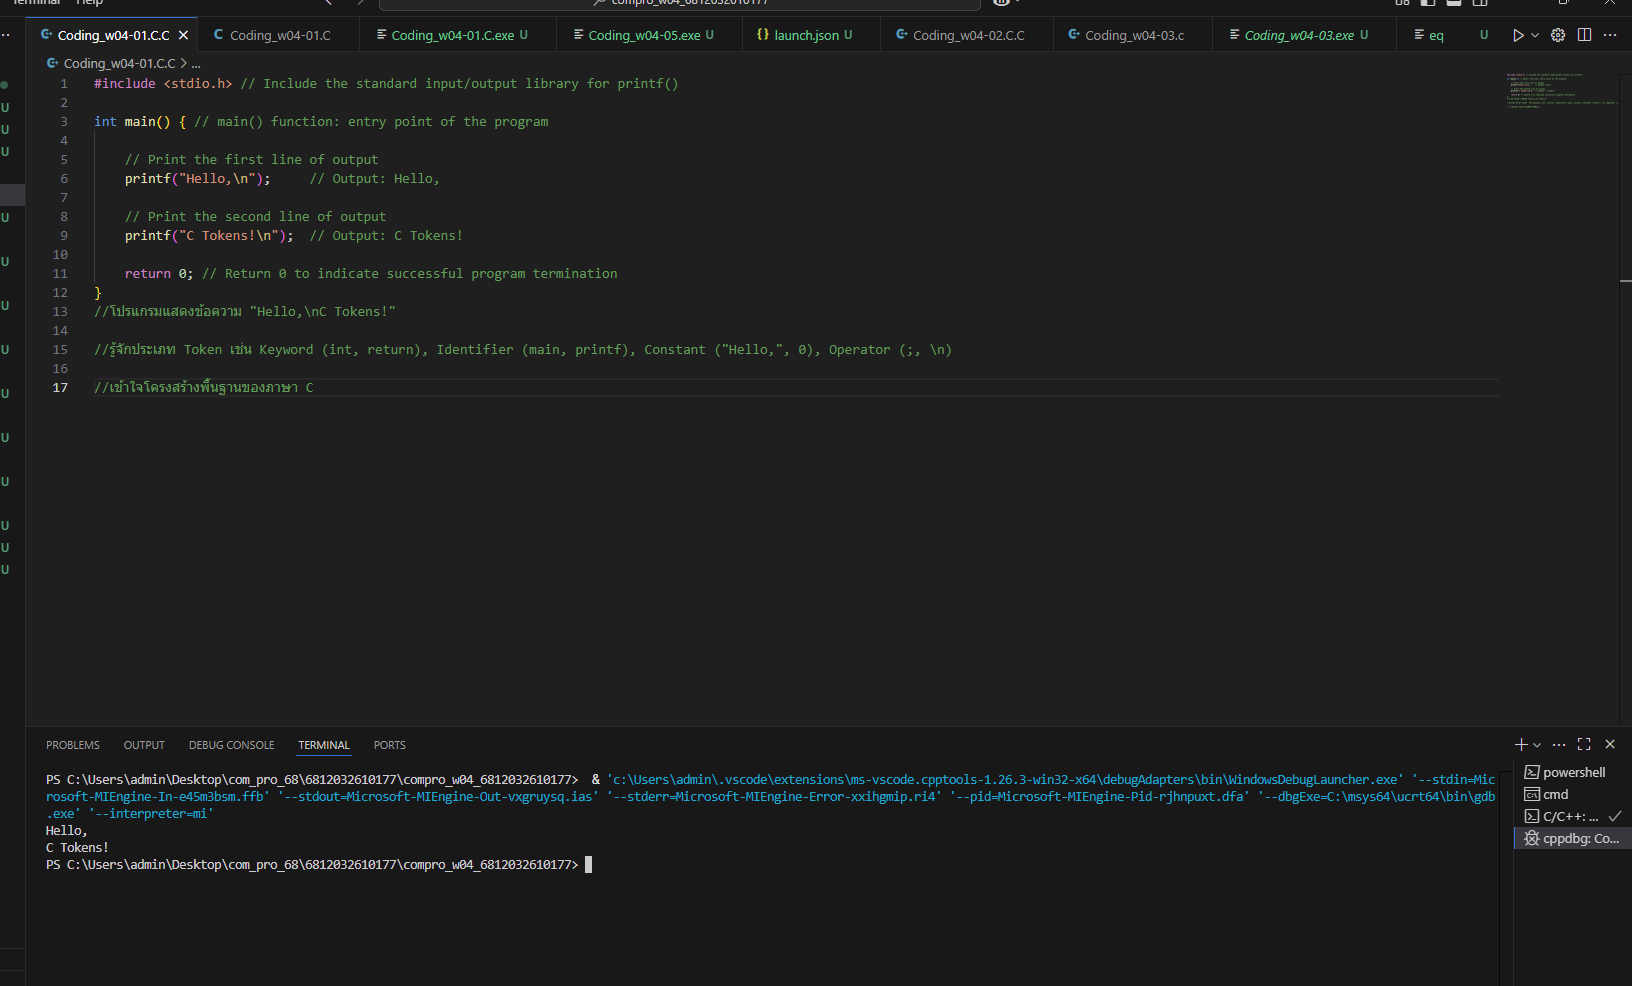 Terminal Help compro_w04_6812032610177
Coding_w04-01.C.C Coding_w04-01.C Coding_w04-01.C.exe U Coding_w04-05.exe U {} launch.json U Coding_w04-02.C.C Coding_w04-03.c Coding_w04-03.exe U eq U
Coding_w04-01.C.C > ...
1 #include <stdio.h> // Include the standard input/output library for printf()
2
3 int main() { // main() function: entry point of the program
4
5 // Print the first line of output
6 printf("Hello,\n"); // Output: Hello,
7
8 // Print the second line of output
9 printf("C Tokens!\n"); // Output: C Tokens!
10
11 return 0; // Return 0 to indicate successful program termination
12 }
13 //โปรแกรมแสดงข้อความ "Hello,\nC Tokens!"
14
15 //รู้จักประเภท Token เช่น Keyword (int, return), Identifier (main, printf), Constant ("Hello,", 0), Operator (;, \n)
16
17 //เข้าใจโครงสร้างพื้นฐานของภาษา C
U
U
U
U
U
U
U
U
U
U
U
U
U
PROBLEMS OUTPUT DEBUG CONSOLE TERMINAL PORTS
PS C:\Users\admin\Desktop\com_pro_68\6812032610177\compro_w04_6812032610177> & 'c:\Users\admin\.vscode\extensions\ms-vscode.cpptools-1.26.3-win32-x64\debugAdapters\bin\WindowsDebugLauncher.exe' '--stdin=Mic
rosoft-MIEngine-In-e45m3bsm.ffb' '--stdout=Microsoft-MIEngine-Out-vxgruysq.ias' '--stderr=Microsoft-MIEngine-Error-xxihgmip.ri4' '--pid=Microsoft-MIEngine-Pid-rjhnpuxt.dfa' '--dbgExe=C:\msys64\ucrt64\bin\gdb
.exe' '--interpreter=mi'
Hello,
C Tokens!
PS C:\Users\admin\Desktop\com_pro_68\6812032610177\compro_w04_6812032610177>
powershell
cmd
C/C++: ...
cppdbg: Co...